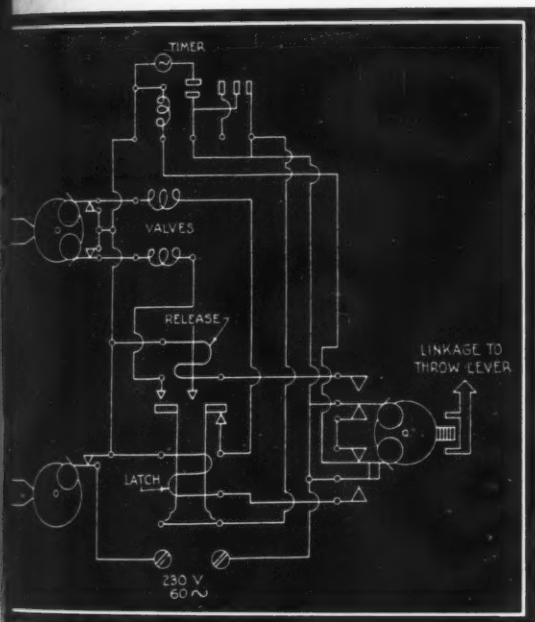 TIMER
VALVES
RELEASE
LINKAGE TO
THROW LEVER
LATCH
230 V
60 ~